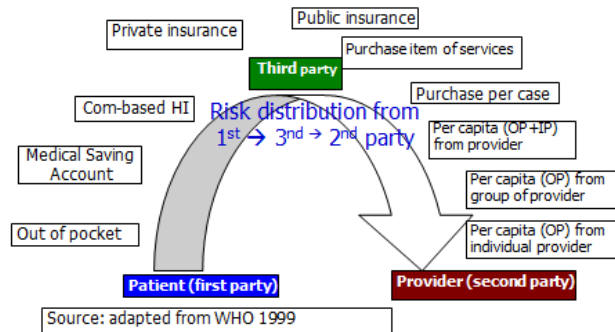 Public insurance
Private insurance
Purchase item of services
Third party
Purchase per case
Com-based HI
Risk distribution from
1st → 3nd → 2nd party
Per capita (OP+IP)
from provider
Medical Saving
Account
Per capita (OP) from
group of provider
Out of pocket
Per capita (OP) from
individual provider
Patient (first party)
Provider (second party)
Source: adapted from WHO 1999